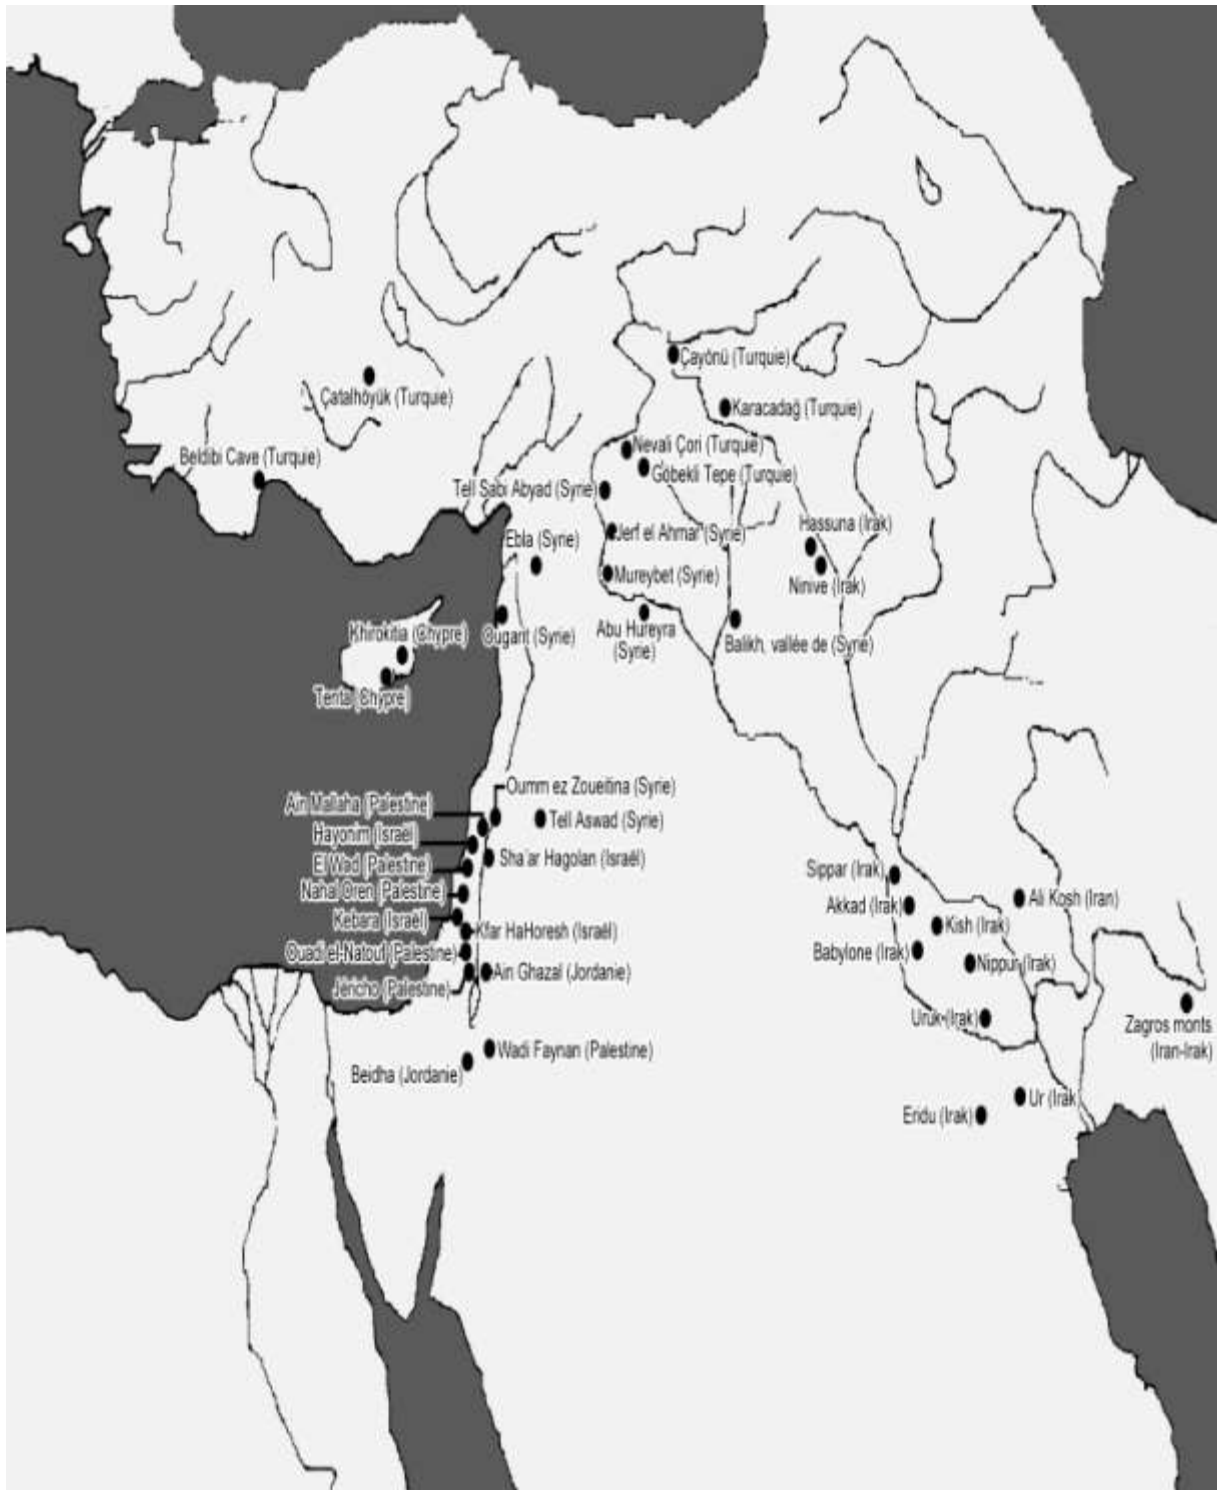 Çayönü (Turquie)
Çatalhöyük (Turquie)
Karacadağ (Turquie)
Beldibi Cave (Turquie)
Nevali Çori (Turquie)
Göbekli Tepe (Turquie)
Tell Sabi Abyad (Syrie)
Hassuna (Irak)
Jerf el Ahmar (Syrie)
Ebla (Syrie)
Mureybet (Syrie)
Ninive (Irak)
Khirokitia (Chypre)
Ougarit (Syrie)
Abu Hureyra
(Syrie)
Balikh, vallée de (Syrie)
Tenta (Chypre)
Oumm ez Zoueitina (Syrie)
Ain Mallaha (Palestine)
Tell Aswad (Syrie)
Hayonim (Israël)
Sha'ar Hagolan (Israël)
El Wad (Palestine)
Sippar (Irak)
Nahal Oren (Palestine)
Ali Kosh (Iran)
Akkad (Irak)
Kebara (Israël)
Kish (Irak)
Kfar HaHoresh (Israël)
Ouadi el-Natouf (Palestine)
Babylone (Irak)
Nippur (Irak)
Ain Ghazal (Jordanie)
Jéricho (Palestine)
Uruk (Irak)
Zagros monts
(Iran-Irak)
Wadi Faynan (Palestine)
Beidha (Jordanie)
Ur (Irak
Eridu (Irak)